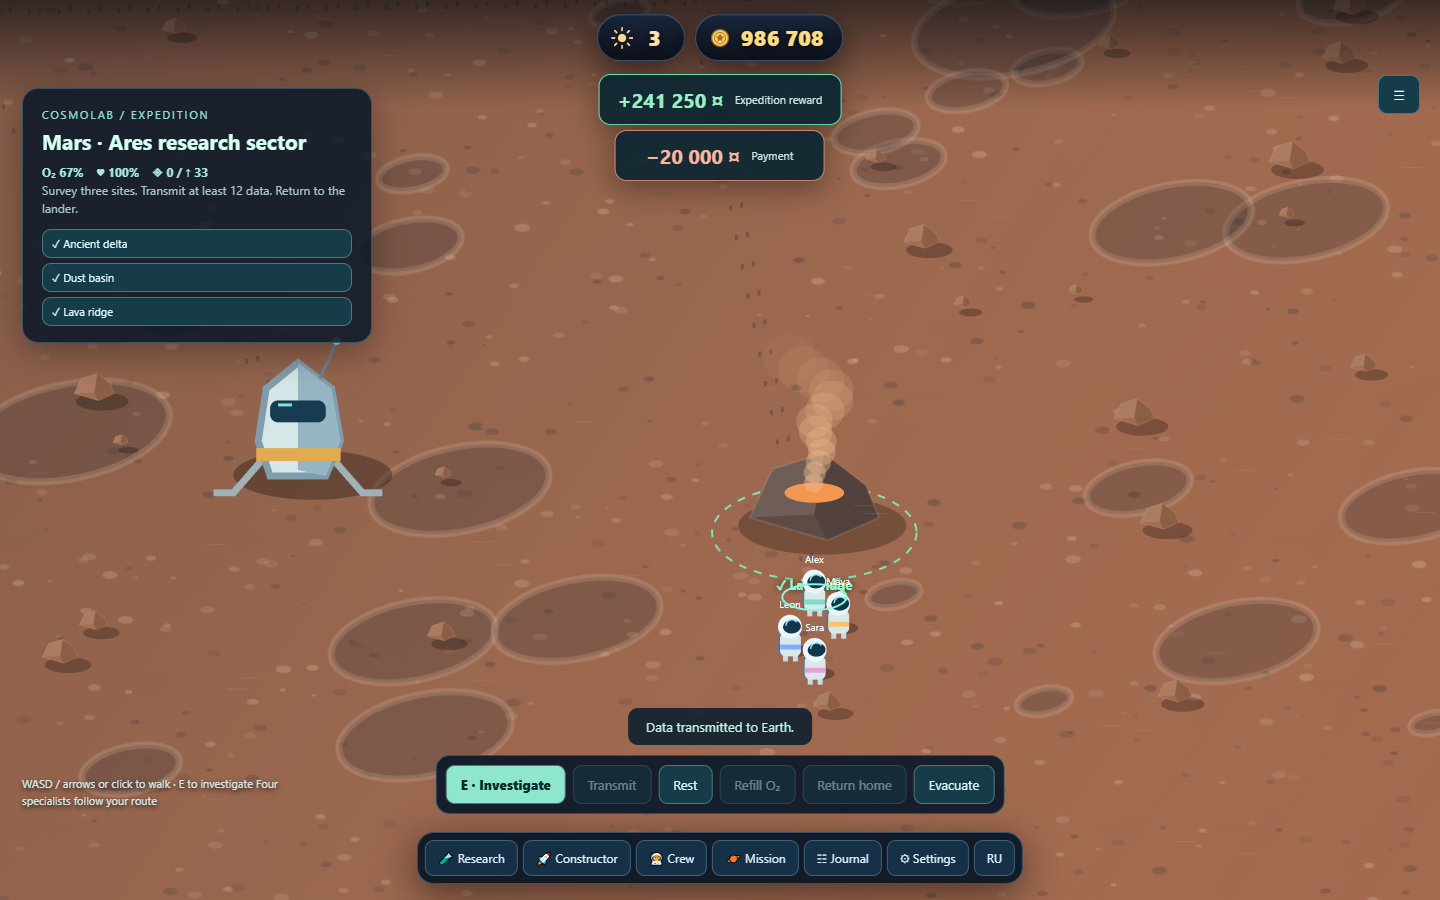 3
986 708
+241 250 ¤ Expedition reward
−20 000 ¤ Payment
☰
COSMOLAB / EXPEDITION
Mars · Ares research sector
O₂ 67% ♥ 100% ◈ 0 / ↑ 33
Survey three sites. Transmit at least 12 data. Return to the
lander.
✓ Ancient delta
✓ Dust basin
✓ Lava ridge
Alex
Maya
Leon
Sara
Data transmitted to Earth.
WASD / arrows or click to walk · E to investigate Four
specialists follow your route
E · Investigate
Transmit
Rest
Refill O₂
Return home
Evacuate
Research
Constructor
Crew
Mission
Journal
Settings
RU